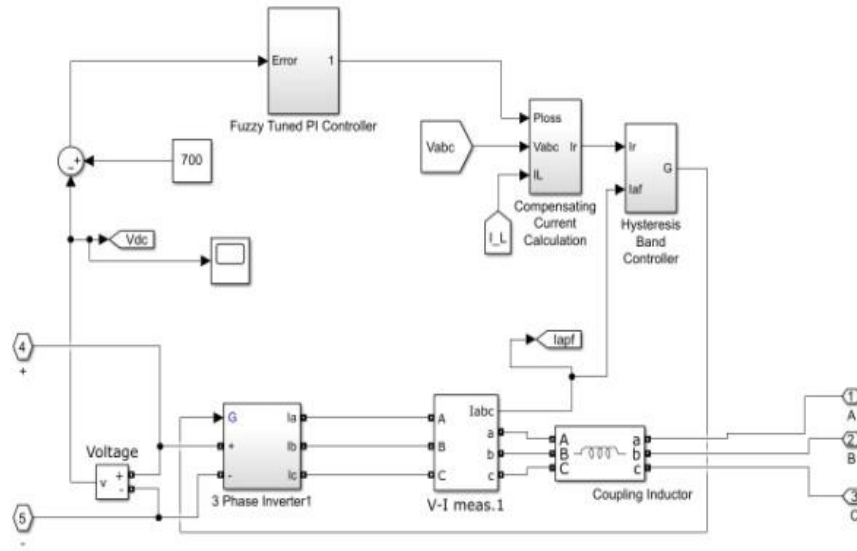 Error 1
Fuzzy Tuned PI Controller
700
Vabc
Ploss
Vabc Ir
IL
I_L
Compensating
Current
Calculation
Ir
G
Iaf
Hysteresis
Band
Controller
Vdc
Iapf
4
+
Voltage
v + -
5
-
G Ia
+ Ib
- Ic
3 Phase Inverter1
Iabc
A a
B b
C c
V-I meas.1
A a
B b
C c
Coupling Inductor
1
A
2
B
3
C